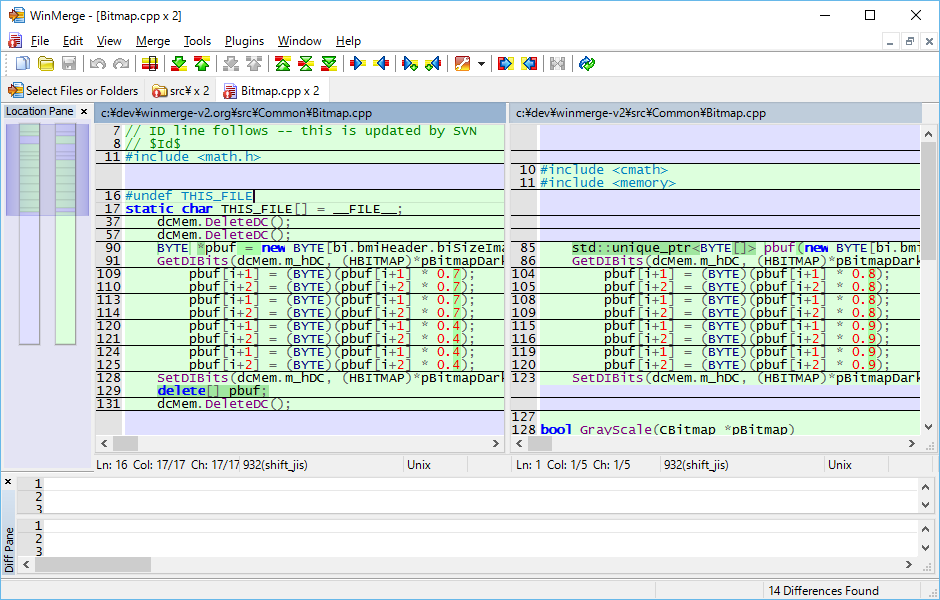 WinMerge - [Bitmap.cpp x 2]
File Edit View Merge Tools Plugins Window Help
Select Files or Folders src¥ x 2 Bitmap.cpp x 2
Location Pane × c:¥dev¥winmerge-v2.org¥src¥Common¥Bitmap.cpp c:¥dev¥winmerge-v2¥src¥Common¥Bitmap.cpp
7 // ID line follows -- this is updated by SVN
8 // $Id$
11 #include <math.h>
10 #include <cmath>
11 #include <memory>
16 #undef THIS_FILE
17 static char THIS_FILE[] = __FILE__;
37 dcMem.DeleteDC();
57 dcMem.DeleteDC();
90 BYTE *pbuf = new BYTE[bi.bmiHeader.biSizeIma 85 std::unique_ptr<BYTE[]> pbuf(new BYTE[bi.bmi
91 GetDIBits(dcMem.m_hDC, (HBITMAP)*pBitmapDark 86 GetDIBits(dcMem.m_hDC, (HBITMAP)*pBitmapDark
109 pbuf[i+1] = (BYTE)(pbuf[i+1] * 0.7); 104 pbuf[i+1] = (BYTE)(pbuf[i+1] * 0.8);
110 pbuf[i+2] = (BYTE)(pbuf[i+2] * 0.7); 105 pbuf[i+2] = (BYTE)(pbuf[i+2] * 0.8);
113 pbuf[i+1] = (BYTE)(pbuf[i+1] * 0.7); 108 pbuf[i+1] = (BYTE)(pbuf[i+1] * 0.8);
114 pbuf[i+2] = (BYTE)(pbuf[i+2] * 0.7); 109 pbuf[i+2] = (BYTE)(pbuf[i+2] * 0.8);
120 pbuf[i+1] = (BYTE)(pbuf[i+1] * 0.4); 115 pbuf[i+1] = (BYTE)(pbuf[i+1] * 0.9);
121 pbuf[i+2] = (BYTE)(pbuf[i+2] * 0.4); 116 pbuf[i+2] = (BYTE)(pbuf[i+2] * 0.9);
124 pbuf[i+1] = (BYTE)(pbuf[i+1] * 0.4); 119 pbuf[i+1] = (BYTE)(pbuf[i+1] * 0.9);
125 pbuf[i+2] = (BYTE)(pbuf[i+2] * 0.4); 120 pbuf[i+2] = (BYTE)(pbuf[i+2] * 0.9);
128 SetDIBits(dcMem.m_hDC, (HBITMAP)*pBitmapDark 123 SetDIBits(dcMem.m_hDC, (HBITMAP)*pBitmapDark
129 delete[] pbuf;
131 dcMem.DeleteDC();
127
128 bool GrayScale(CBitmap *pBitmap)
Ln: 16 Col: 17/17 Ch: 17/17 932(shift_jis) Unix Ln: 1 Col: 1/5 Ch: 1/5 932(shift_jis) Unix
1
2
3
Diff Pane
1
2
3
14 Differences Found